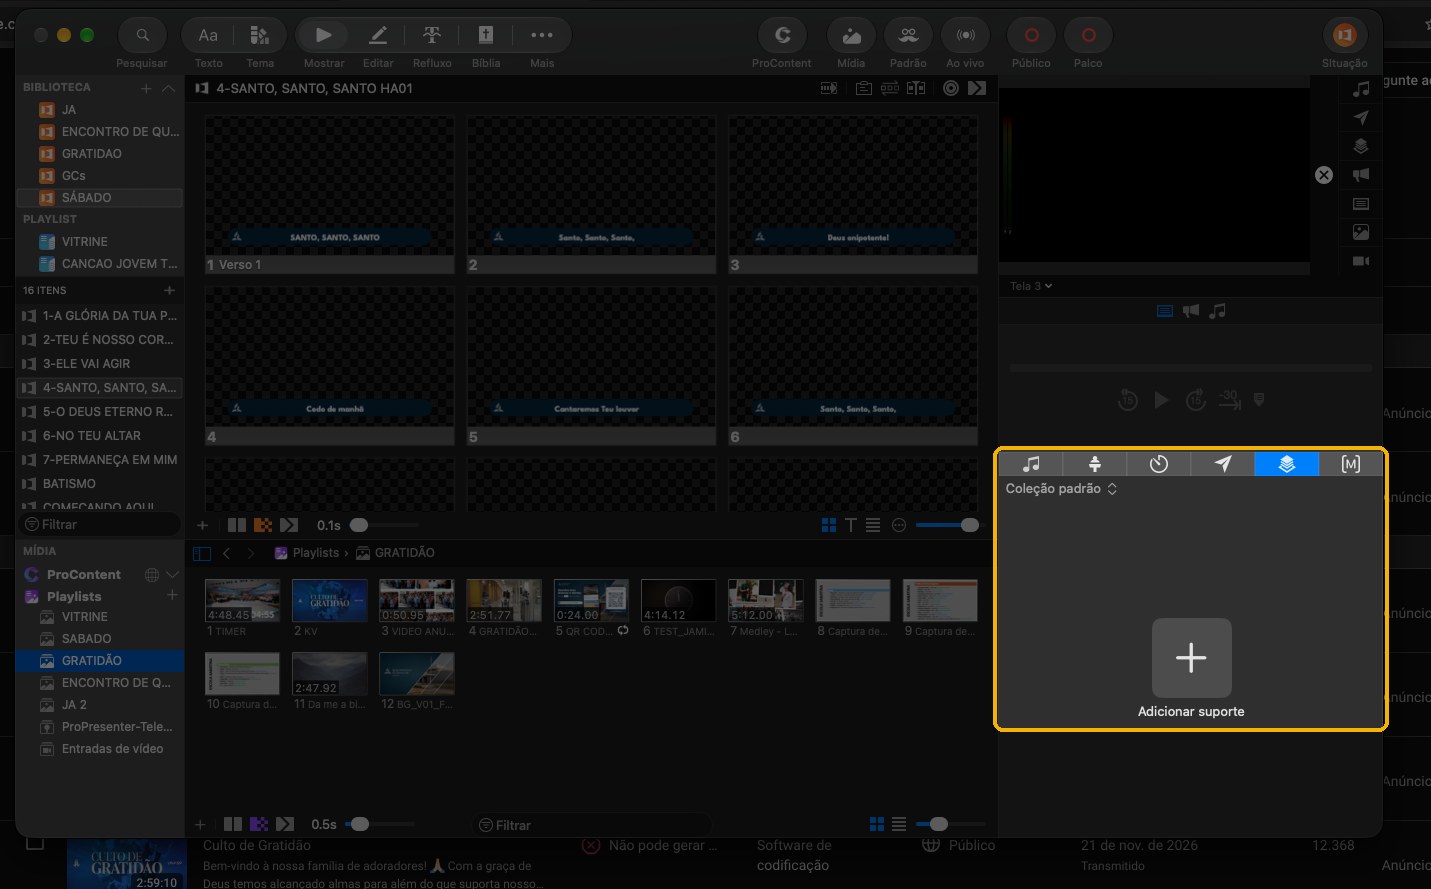 e.c
Pesquisar
Aa
Texto
Tema
Mostrar
Editar
Refluxo
Bíblia
Mais
ProContent
Mídia
Padrão
Ao vivo
Público
Palco
Situação
gunte ao
BIBLIOTECA
JA
ENCONTRO DE QU...
GRATIDAO
GCs
SÁBADO
PLAYLIST
VITRINE
CANCAO JOVEM T...
16 ITENS
1-A GLÓRIA DA TUA P...
2-TEU É NOSSO COR...
3-ELE VAI AGIR
4-SANTO, SANTO, SA...
5-O DEUS ETERNO R...
6-NO TEU ALTAR
7-PERMANEÇA EM MIM
BATISMO
COMEÇANDO AQUI
Filtrar
4-SANTO, SANTO, SANTO HA01
SANTO, SANTO, SANTO
1 Verso 1
Santo, Santo, Santo,
2
Deus onipotente!
3
Cedo de manhã
4
Cantaremos Teu louvor
5
Santo, Santo, Santo,
6
0.1s
Tela 3
15
15
-30
[M]
Coleção padrão
Adicionar suporte
MÍDIA
ProContent
Playlists
VITRINE
SABADO
GRATIDÃO
ENCONTRO DE Q...
JA 2
ProPresenter-Tele...
Entradas de vídeo
Playlists › GRATIDÃO
4:48.45
1 TIMER
2 KV
0:50.95
3 VIDEO ANU...
2:51.77
4 GRATIDÃO...
0:24.00
5 QR COD...
4:14.12
6 TEST_JAMI...
5:12.00
7 Medley - L...
8 Captura de...
9 Captura de...
10 Captura d...
2:47.92
11 Da me a bi...
12 BG_V01_F...
0.5s
Filtrar
CULTO DE
GRATIDÃO
2:59:10
Culto de Gratidão
Bem-vindo à nossa família de adoradores! Com a graça de
Deus temos alcançado almas para além do que suporta nosso...
Não pode gerar ...
Software de
codificação
Público
21 de nov. de 2026
Transmitido
12.368
Anúncio
Anúncio
Anúncio
Anúncio
Anúncio
Anúncio